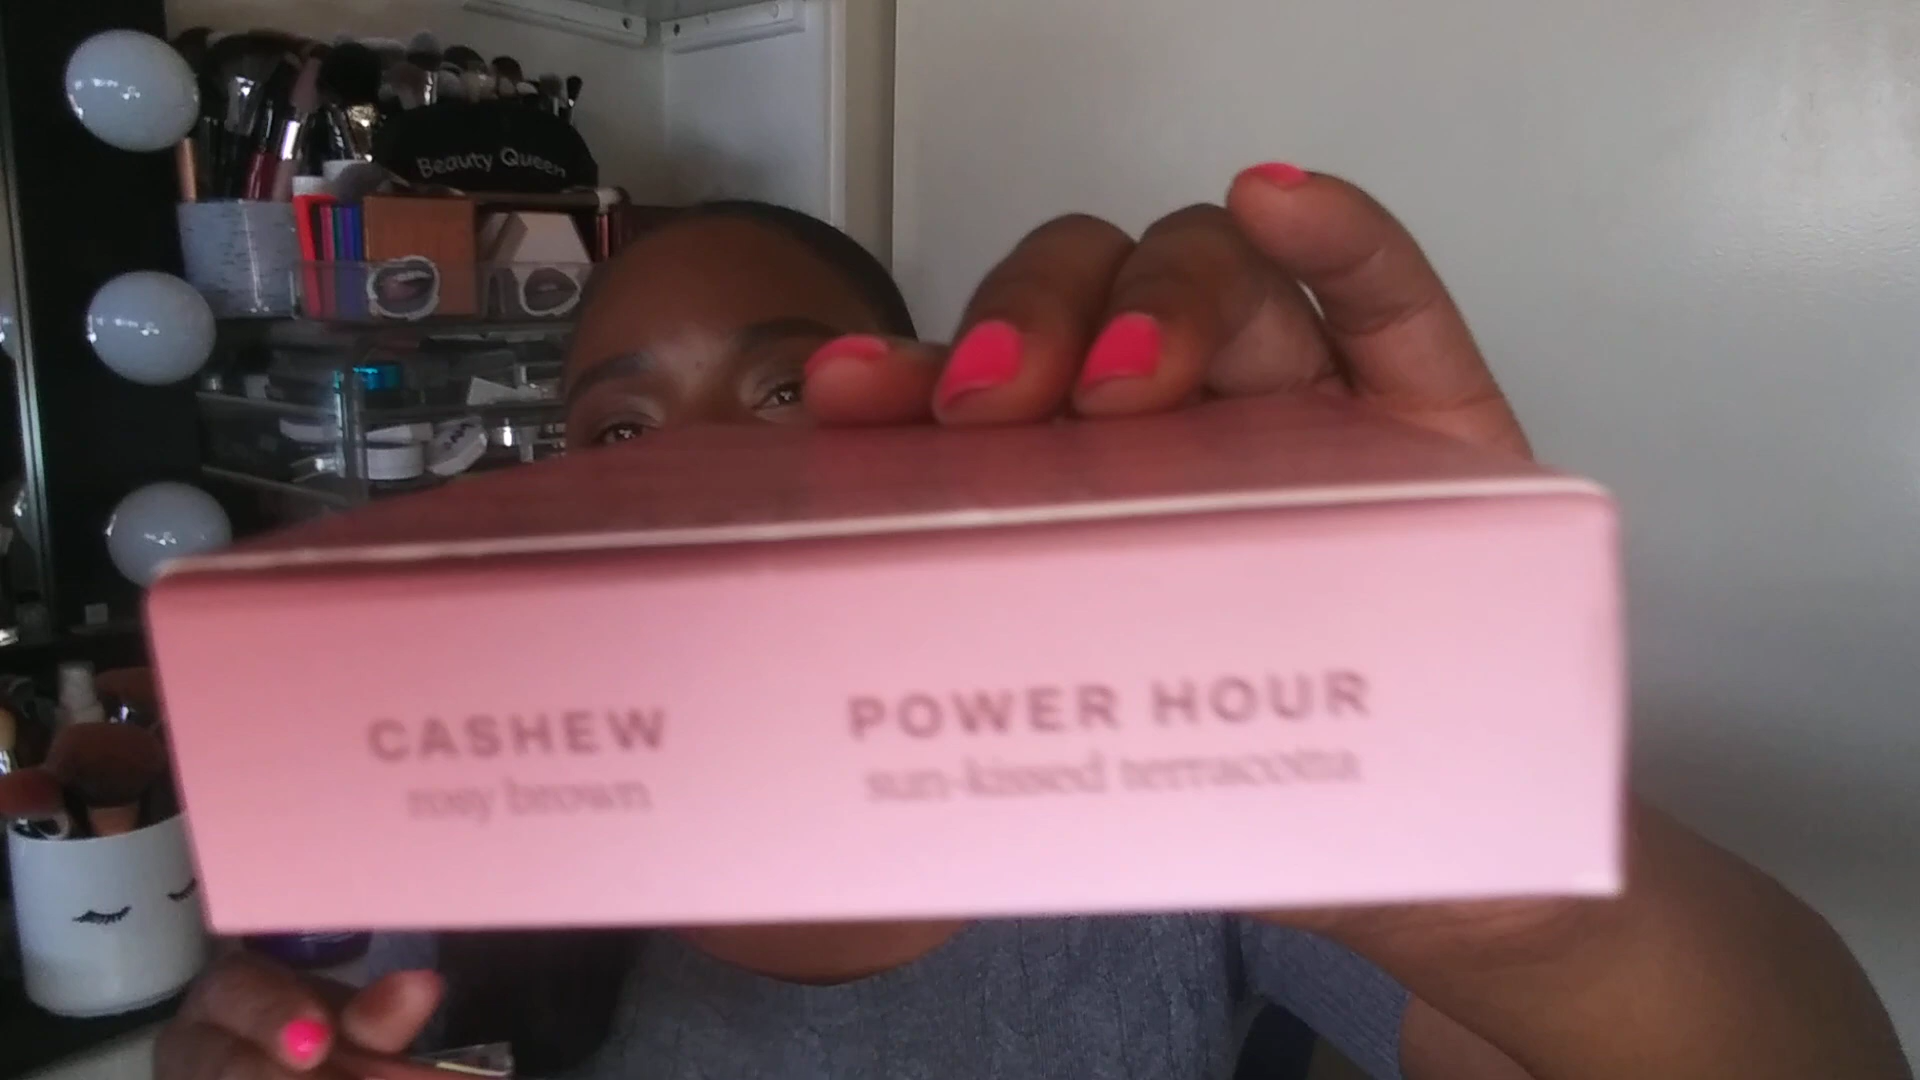 Beauty Queen
CASHEW
rosy brown
POWER HOUR
sun-kissed terracotta